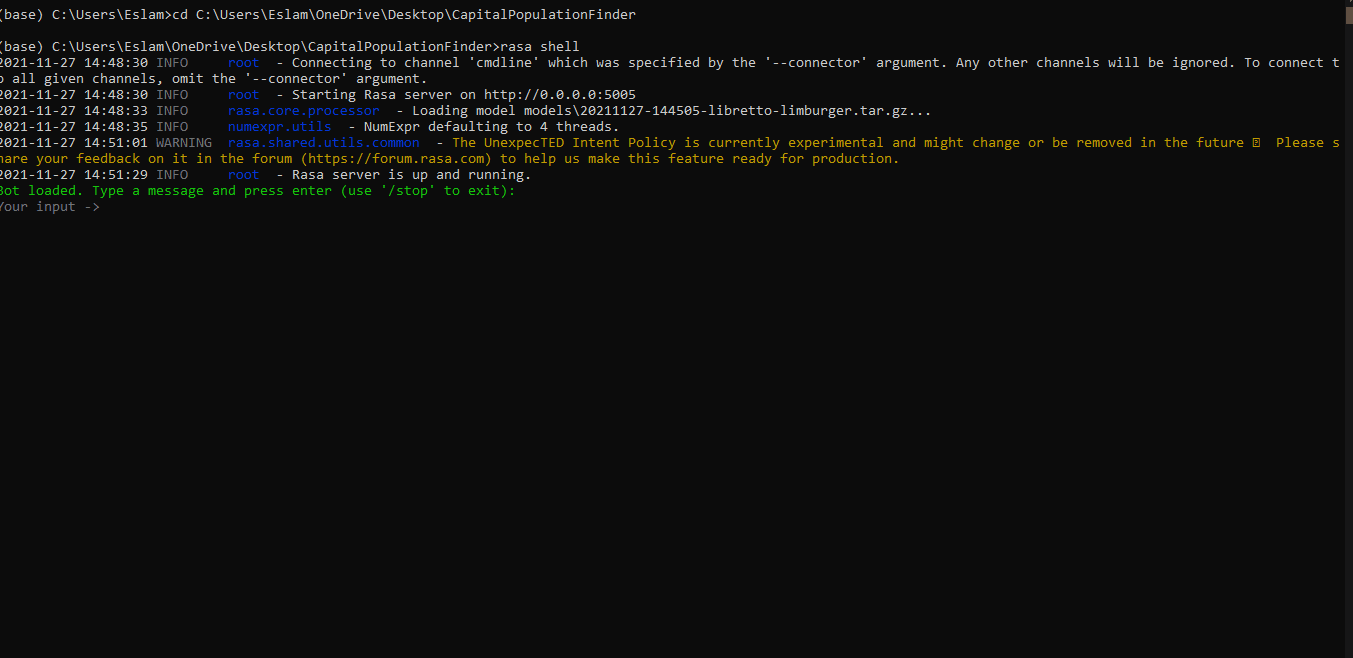 (base) C:\Users\Eslam>cd C:\Users\Eslam\OneDrive\Desktop\CapitalPopulationFinder
(base) C:\Users\Eslam\OneDrive\Desktop\CapitalPopulationFinder>rasa shell
2021-11-27 14:48:30 INFO     root  - Connecting to channel 'cmdline' which was specified by the '--connector' argument. Any other channels will be ignored. To connect t
o all given channels, omit the '--connector' argument.
2021-11-27 14:48:30 INFO     root  - Starting Rasa server on http://0.0.0.0:5005
2021-11-27 14:48:33 INFO     rasa.core.processor  - Loading model models\20211127-144505-libretto-limburger.tar.gz...
2021-11-27 14:48:35 INFO     numexpr.utils  - NumExpr defaulting to 4 threads.
2021-11-27 14:51:01 WARNING  rasa.shared.utils.common  - The UnexpecTED Intent Policy is currently experimental and might change or be removed in the future  Please s
hare your feedback on it in the forum (https://forum.rasa.com) to help us make this feature ready for production.
2021-11-27 14:51:29 INFO     root  - Rasa server is up and running.
Bot loaded. Type a message and press enter (use '/stop' to exit):
Your input ->